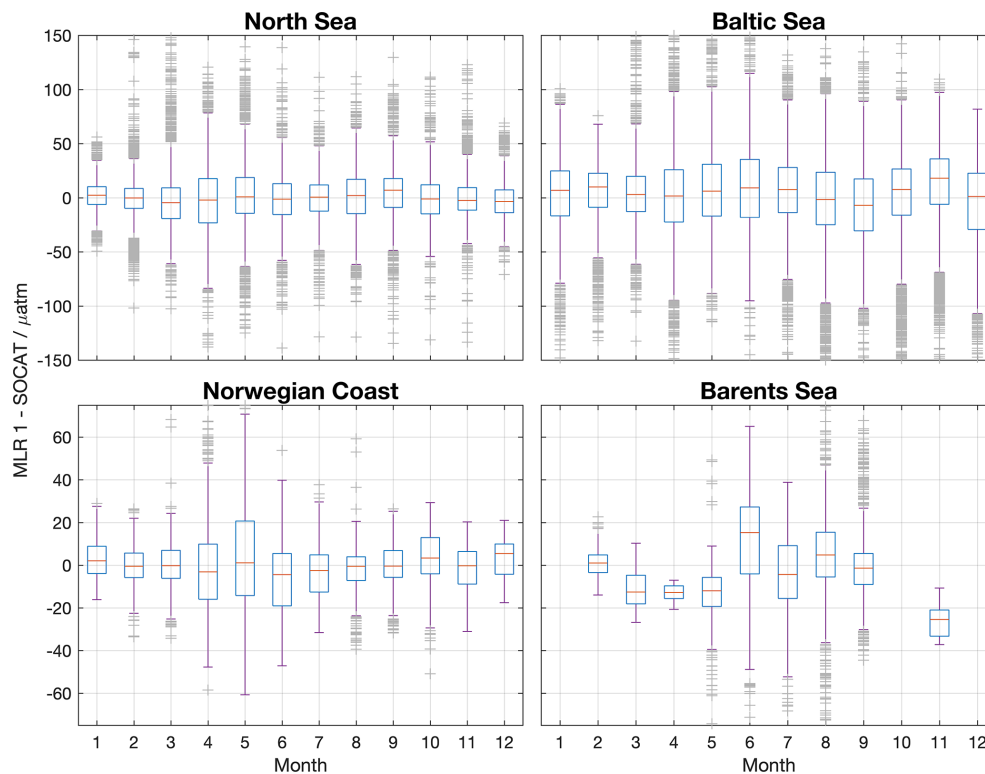 North Sea
Baltic Sea
150
100
50
0
-50
-100
-150
MLR 1 - SOCAT / μatm
Norwegian Coast
Barents Sea
60
40
20
0
-20
-40
-60
1 2 3 4 5 6 7 8 9 10 11 12
1 2 3 4 5 6 7 8 9 10 11 12
Month
Month